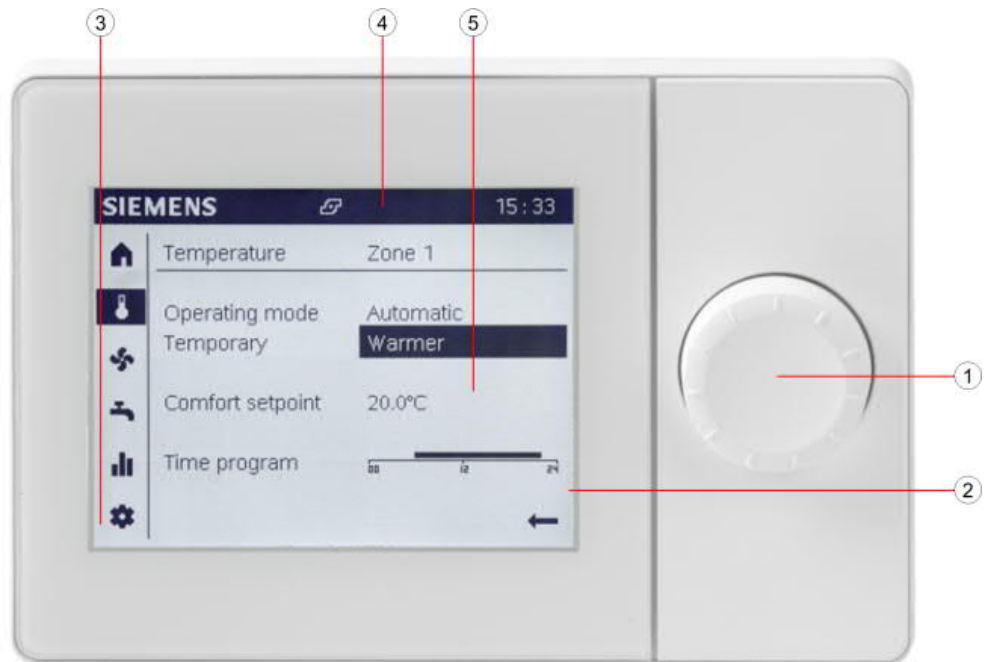 3 4 5
SIEMENS 15:33
Temperature Zone 1
Operating mode Automatic
Temporary Warmer
1
Comfort setpoint 20.0°C
Time program
00 12 24
2